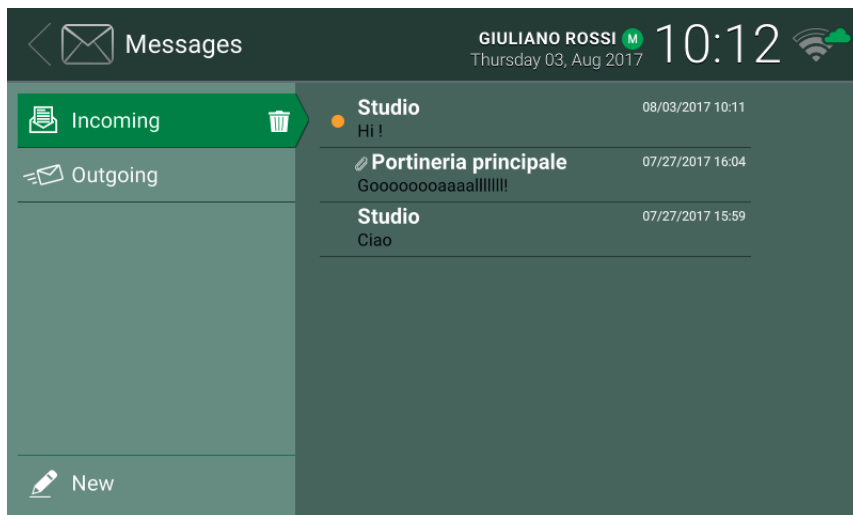 Messages
GIULIANO ROSSI M
Thursday 03, Aug 2017
10:12
Incoming
Outgoing
New
Studio 08/03/2017 10:11
Hi !
Portineria principale 07/27/2017 16:04
Gooooooooaaaallllllll!
Studio 07/27/2017 15:59
Ciao